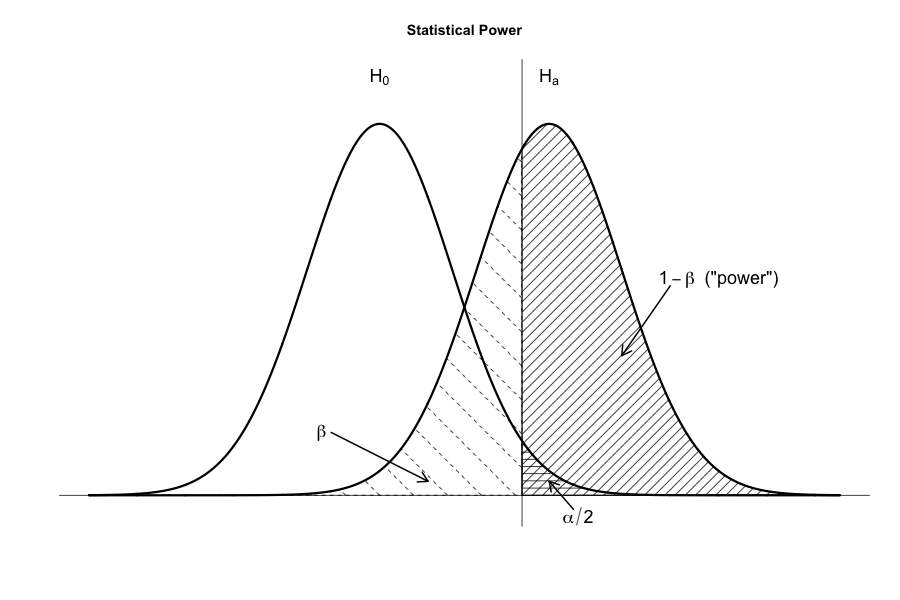 Statistical Power
H₀
Hₐ
1 – β ("power")
β
α/2